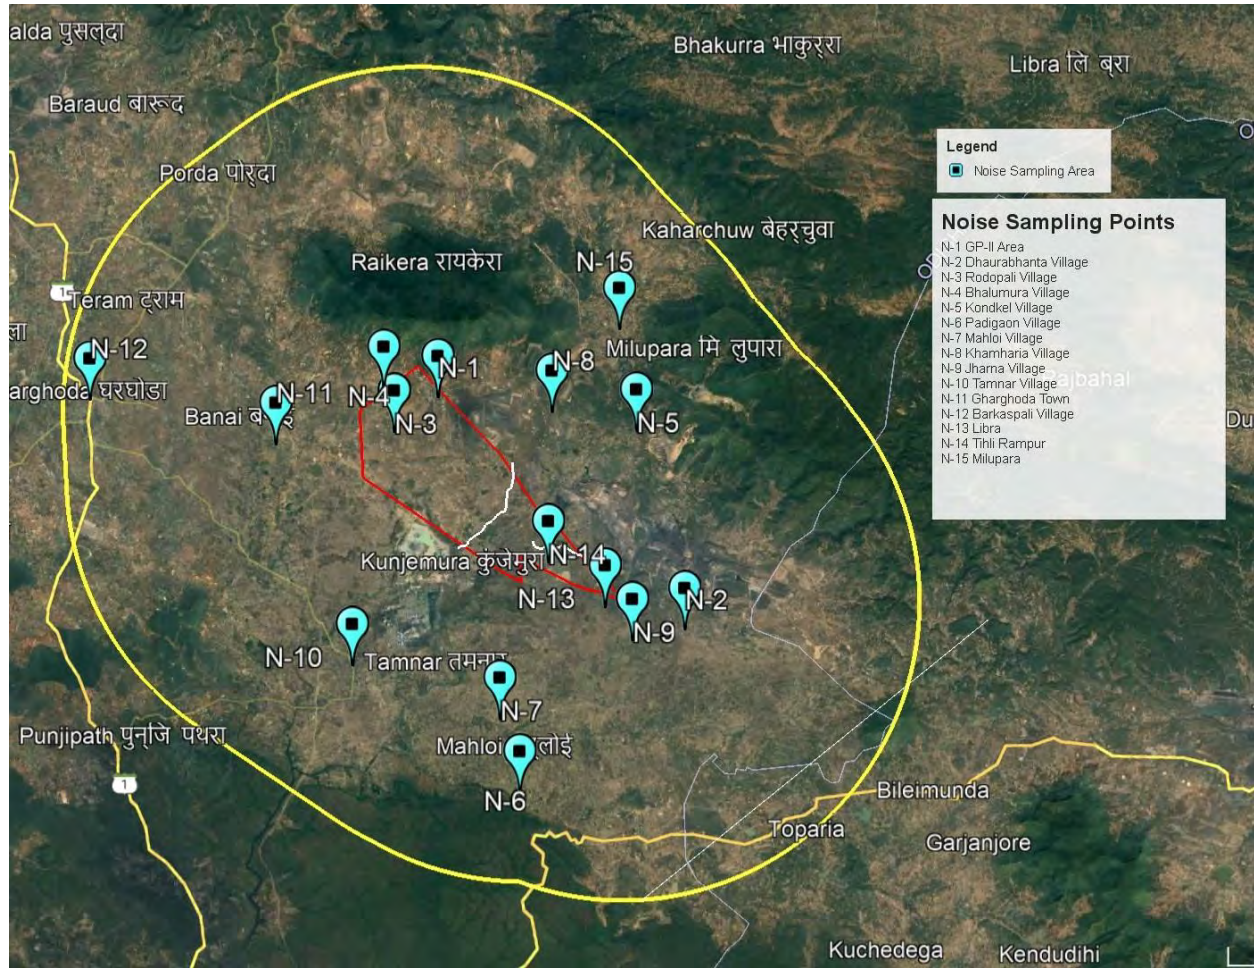 alda पुसल्दा
Bhakurra भाकुर्रा
Libra लि ब्रा
Baraud बारूद
Legend
Noise Sampling Area
Porda पोर्दा
Noise Sampling Points
N-1 GP-II Area
N-2 Dhaurabhanta Village
N-3 Rodopali Village
N-4 Bhalumura Village
N-5 Kondkel Village
N-6 Padigaon Village
N-7 Mahloi Village
N-8 Khamharia Village
N-9 Jharna Village
N-10 Tamnar Village
N-11 Gharghoda Town
N-12 Barkaspali Village
N-13 Libra
N-14 Tihli Rampur
N-15 Milupara
Kaharchuw बेहर्चुवा
Raikera रायकेरा
N-15
1
Teram ट्राम
ला
N-12
N-1
N-8
Milupara मि लुपारा
arghoda घरघोडा
N-11
N-4
N-5
Banai
N-3
Du
Kunjemura कुंजेमुरा
N-14
N-13
N-2
N-9
N-10
Tamnar तमनार
N-7
Punjipath पुन्जि पथरा
Mahloi
1
N-6
Bileimunda
Toparia
Garjanjore
Kuchedega
Kendudihi